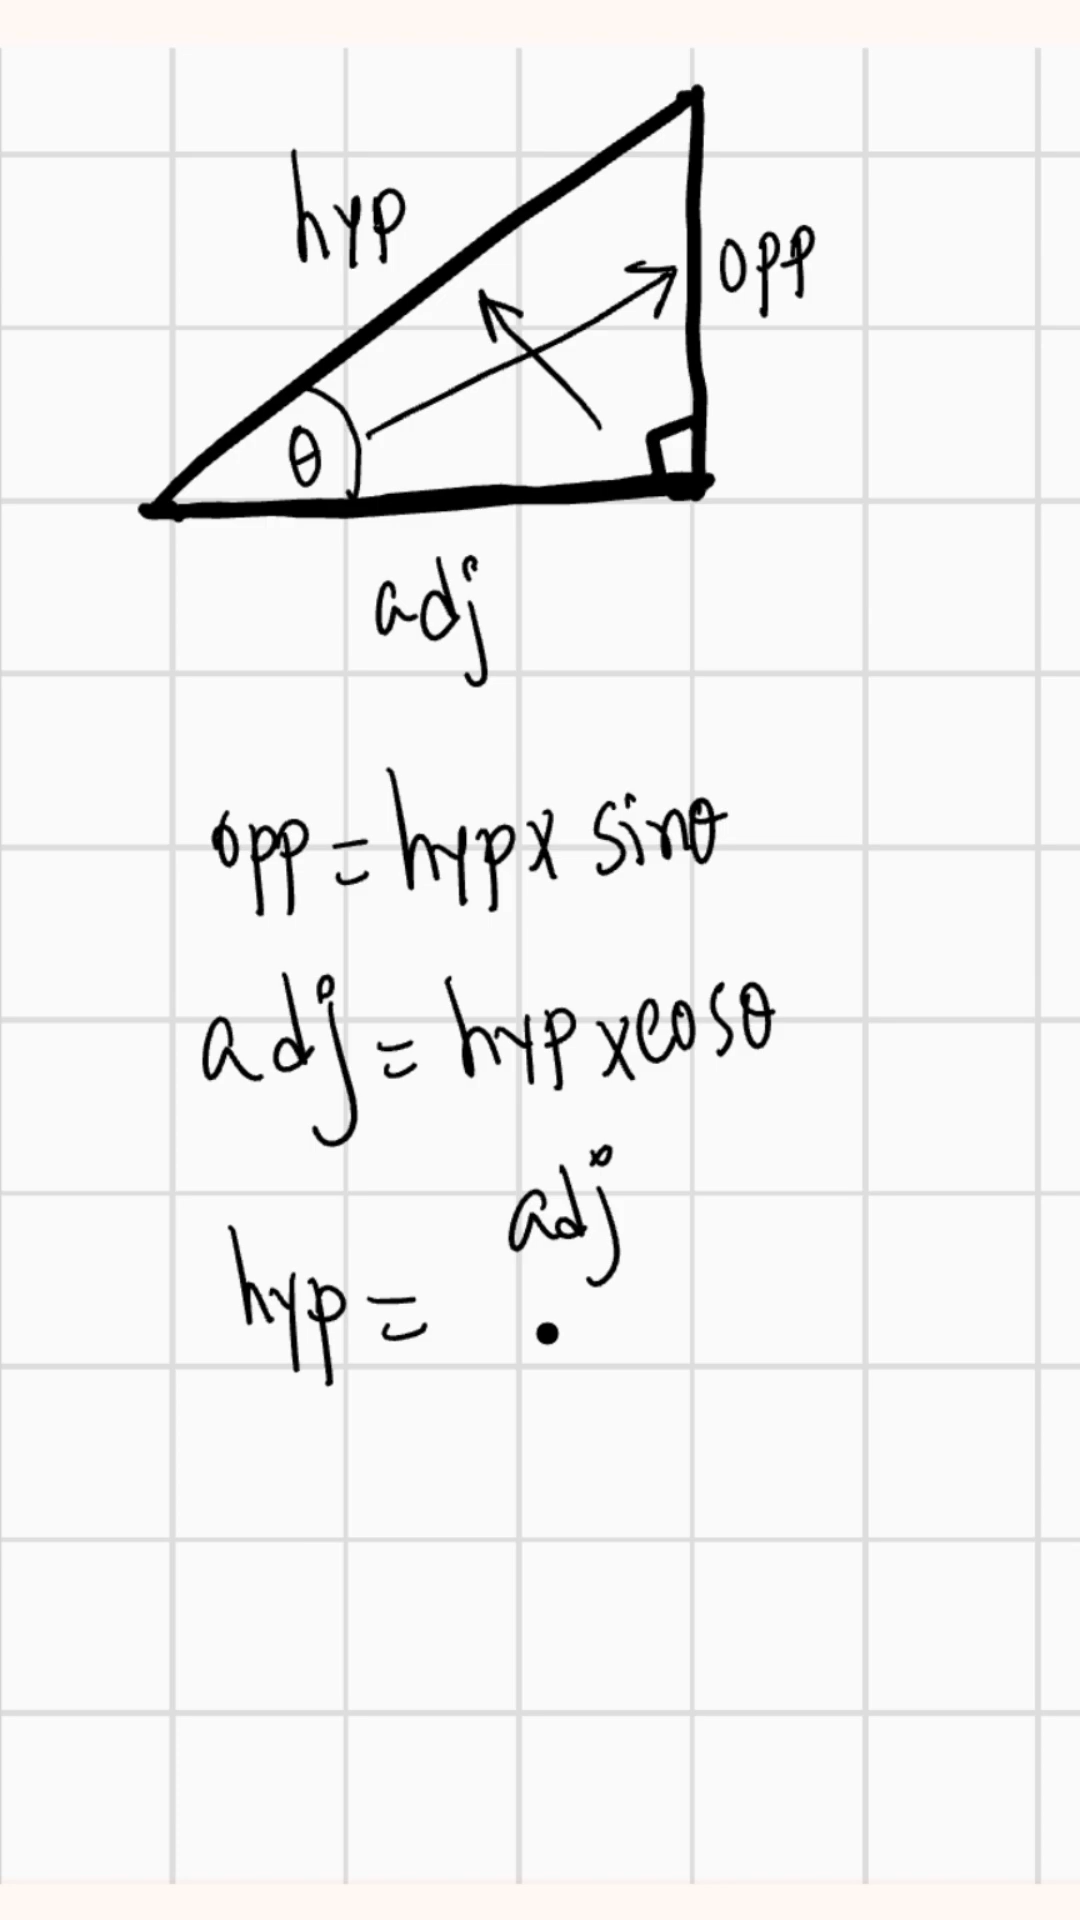 hyp
opp
θ
adj
opp = hyp x sinθ
adj = hyp x cosθ
adj
hyp =